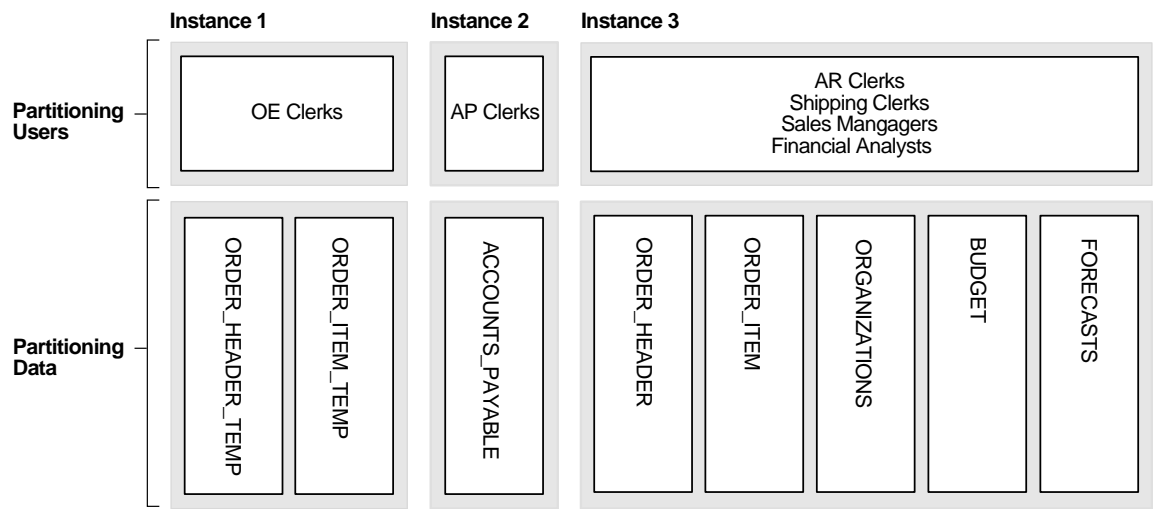 Instance 1
Instance 2
Instance 3
Partitioning
Users
OE Clerks
AP Clerks
AR Clerks
Shipping Clerks
Sales Mangagers
Financial Analysts
Partitioning
Data
ORDER_HEADER_TEMP
ORDER_ITEM_TEMP
ACCOUNTS_PAYABLE
ORDER_HEADER
ORDER_ITEM
ORGANIZATIONS
BUDGET
FORECASTS